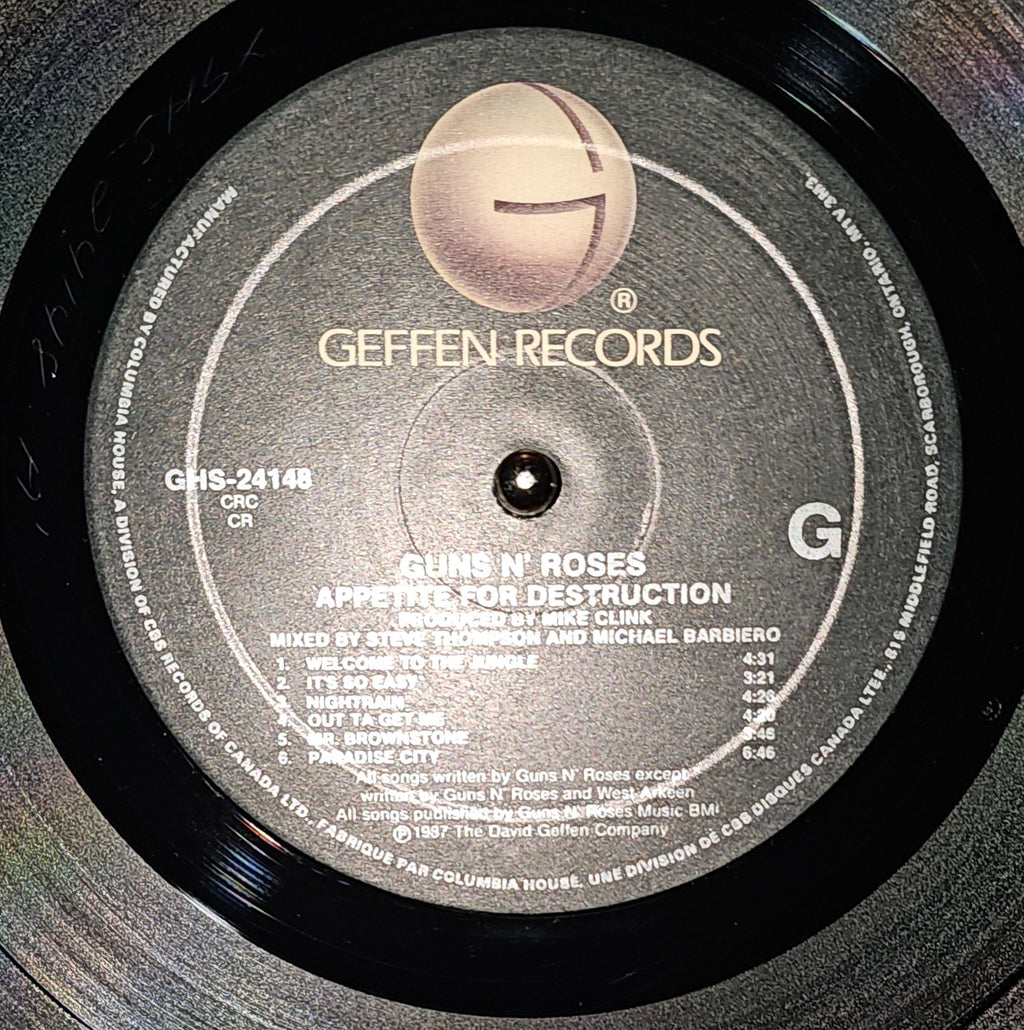 ®
GEFFEN RECORDS
GHS-24148
CRC
CR
G
GUNS N' ROSES
APPETITE FOR DESTRUCTION
PRODUCED BY MIKE CLINK
MIXED BY STEVE THOMPSON AND MICHAEL BARBIERO
1. WELCOME TO THE JUNGLE 4:31
2. IT'S SO EASY* 3:21
3. NIGHTRAIN 4:26
4. OUT TA GET ME
5. MR. BROWNSTONE
6. PARADISE CITY 6:46
All songs written by Guns N' Roses except*
written by Guns N' Roses and West Arkeen
All songs published by Guns N' Roses Music BMI
℗ 1987 The David Geffen Company
MANUFACTURED BY COLUMBIA HOUSE, A DIVISION OF CBS RECORDS OF CANADA LTD., FABRIQUE PAR COLUMBIA HOUSE, UNE DIVISION DE CBB DISQUES CANADA LTEE., MIDDLEFIELD ROAD, SCARBOROUGH, ONTARIO,